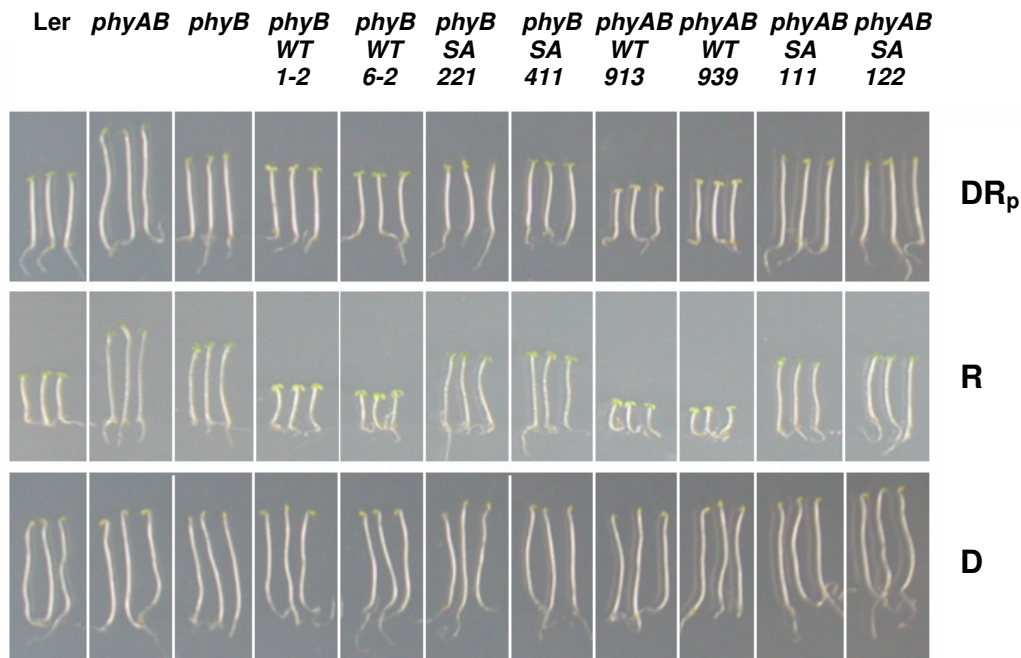 Ler phyAB phyB phyB phyB phyB phyB phyAB phyAB phyAB phyAB
WT WT SA SA WT WT SA SA
1-2 6-2 221 411 913 939 111 122
DRp
R
D